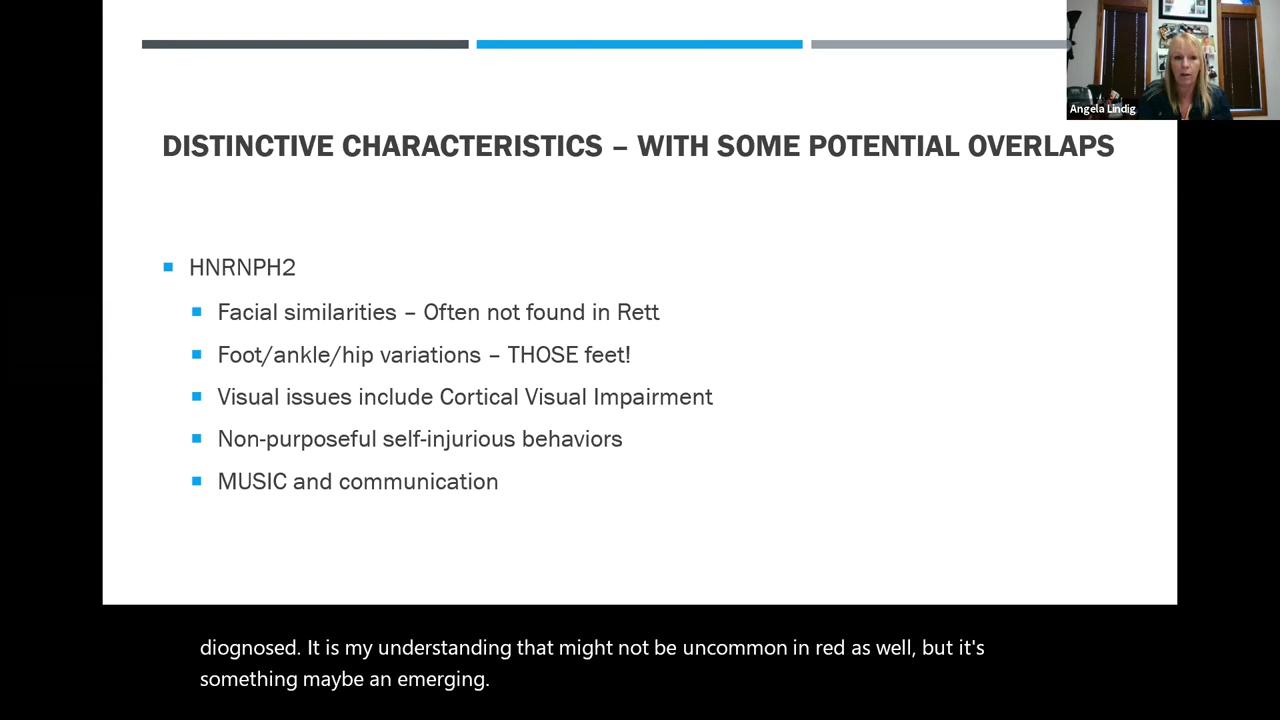 Angela Lindig
DISTINCTIVE CHARACTERISTICS – WITH SOME POTENTIAL OVERLAPS
HNRNPH2
Facial similarities – Often not found in Rett
Foot/ankle/hip variations – THOSE feet!
Visual issues include Cortical Visual Impairment
Non-purposeful self-injurious behaviors
MUSIC and communication
diognosed. It is my understanding that might not be uncommon in red as well, but it's
something maybe an emerging.